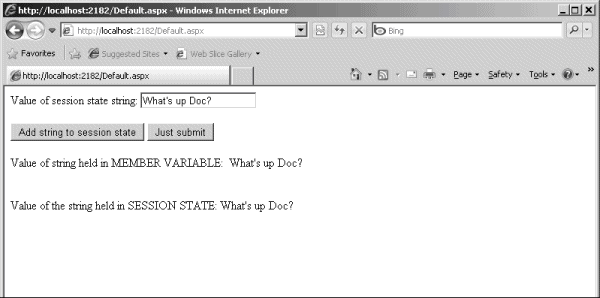 http://localhost:2182/Default.aspx - Windows Internet Explorer
http://localhost:2182/Default.aspx
Bing
Favorites Suggested Sites Web Slice Gallery
http://localhost:2182/Default.aspx
Page Safety Tools »
Value of session state string: What's up Doc?
Add string to session state Just submit
Value of string held in MEMBER VARIABLE: What's up Doc?
Value of the string held in SESSION STATE: What's up Doc?